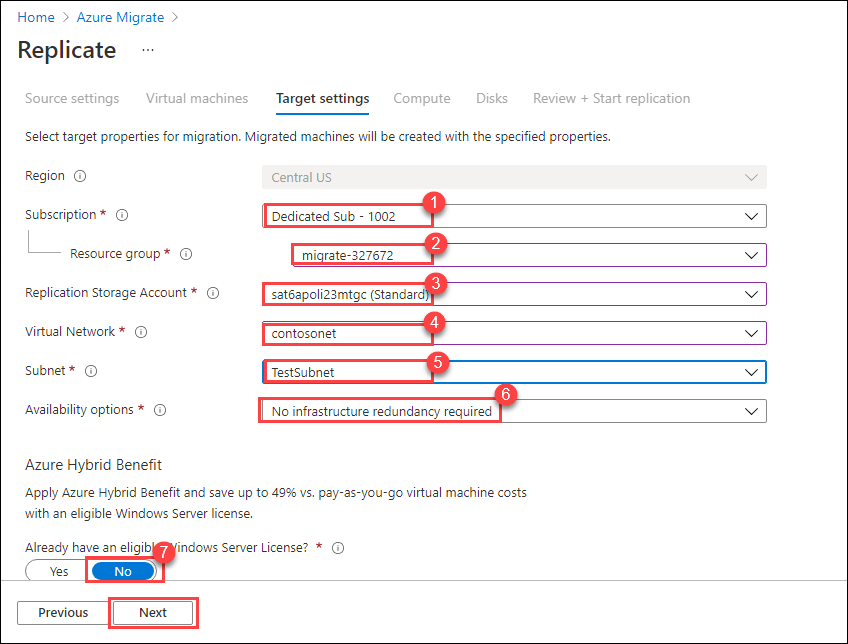 Home > Azure Migrate >
Replicate ...
Source settings Virtual machines Target settings Compute Disks Review + Start replication
Select target properties for migration. Migrated machines will be created with the specified properties.
Region Central US
Subscription * Dedicated Sub - 1002 1
Resource group * migrate-327672 2
Replication Storage Account * sat6apoli23mtgc (Standard) 3
Virtual Network * contosonet 4
Subnet * TestSubnet 5
Availability options * No infrastructure redundancy required 6
Azure Hybrid Benefit
Apply Azure Hybrid Benefit and save up to 49% vs. pay-as-you-go virtual machine costs
with an eligible Windows Server license.
Already have an eligible Windows Server License? *
Yes No 7
Previous Next